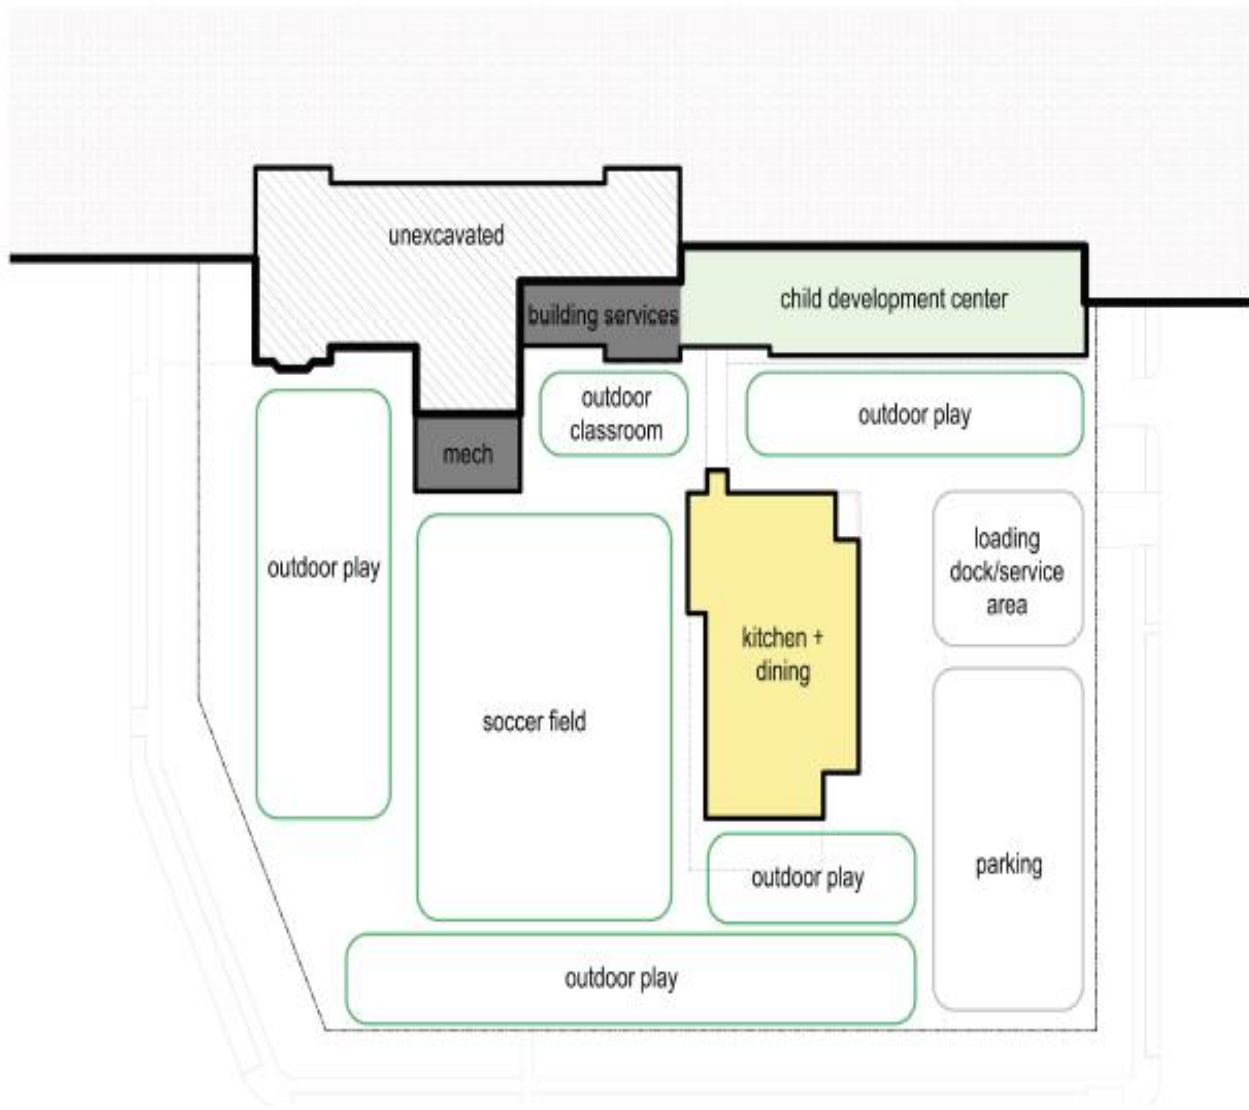 unexcavated
building services
child development center
outdoor
classroom
outdoor play
mech
outdoor play
loading
dock/service
area
kitchen +
dining
soccer field
parking
outdoor play
outdoor play